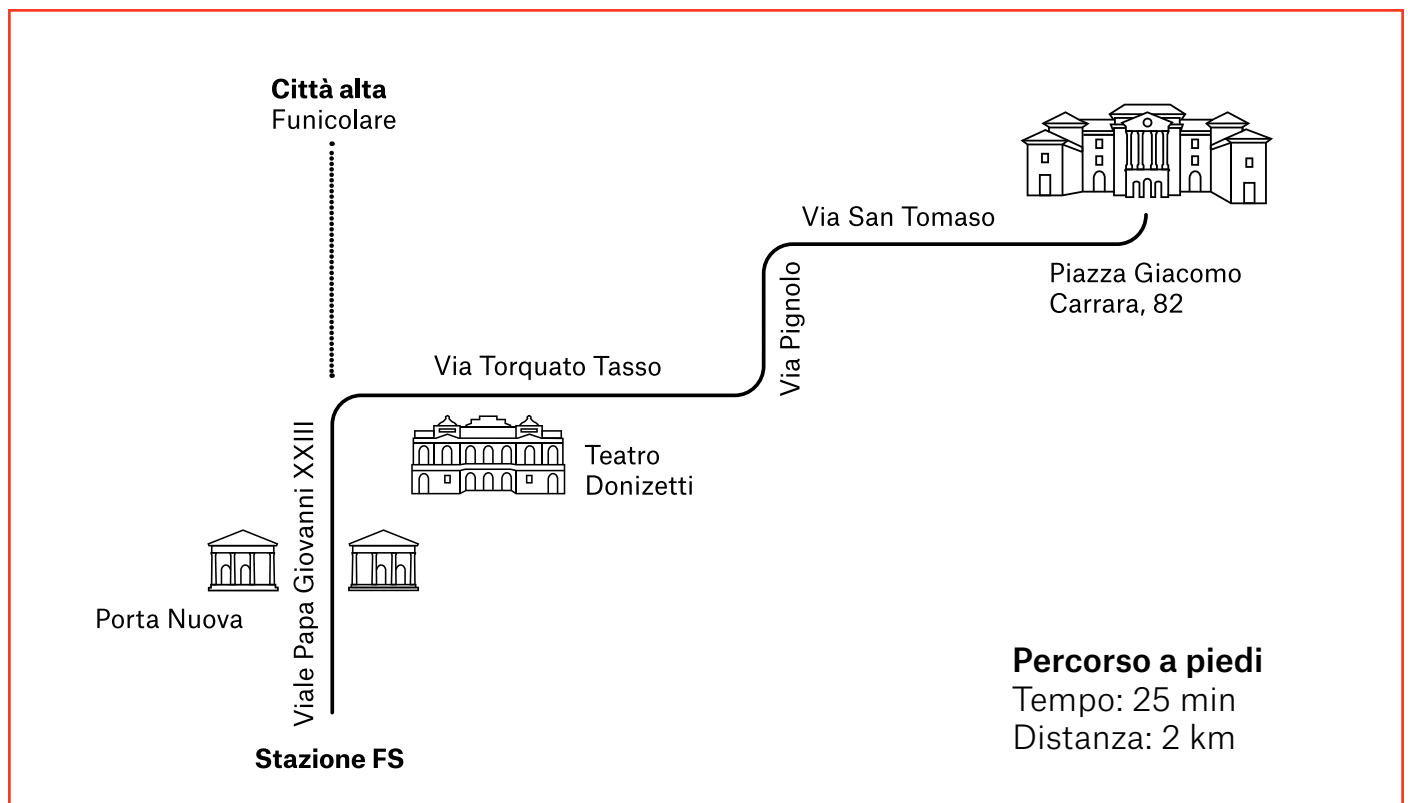 Città alta
Funicolare
Via San Tomaso
Piazza Giacomo
Carrara, 82
Via Pignolo
Via Torquato Tasso
Teatro
Donizetti
Viale Papa Giovanni XXIII
Porta Nuova
Stazione FS
Percorso a piedi
Tempo: 25 min
Distanza: 2 km